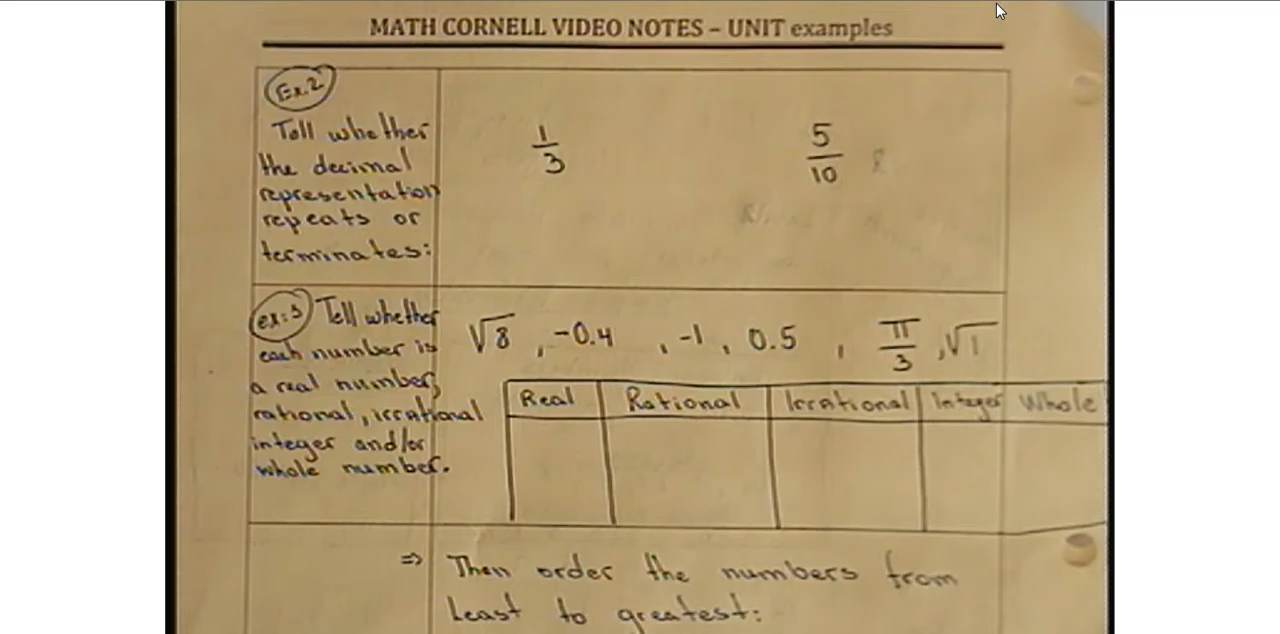 MATH CORNELL VIDEO NOTES – UNIT examples
Ex.2
Tell whether
the decimal
representation
repeats or
terminates:
1/3
5/10
ex:3 Tell whether
each number is
a real number,
rational, irrational
integer and/or
whole number.
√8 , -0.4 , -1 , 0.5 , π/3 , √1
Real Rational Irrational Integer Whole
⇒ Then order the numbers from
least to greatest: